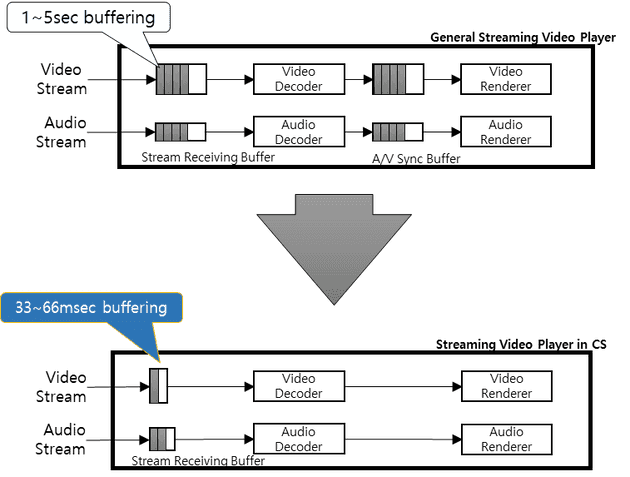 1~5sec buffering
General Streaming Video Player
Video
Stream
Video
Decoder
Video
Renderer
Audio
Stream
Audio
Decoder
Audio
Renderer
Stream Receiving Buffer
A/V Sync Buffer
33~66msec buffering
Streaming Video Player in CS
Video
Stream
Video
Decoder
Video
Renderer
Audio
Stream
Audio
Decoder
Audio
Renderer
Stream Receiving Buffer